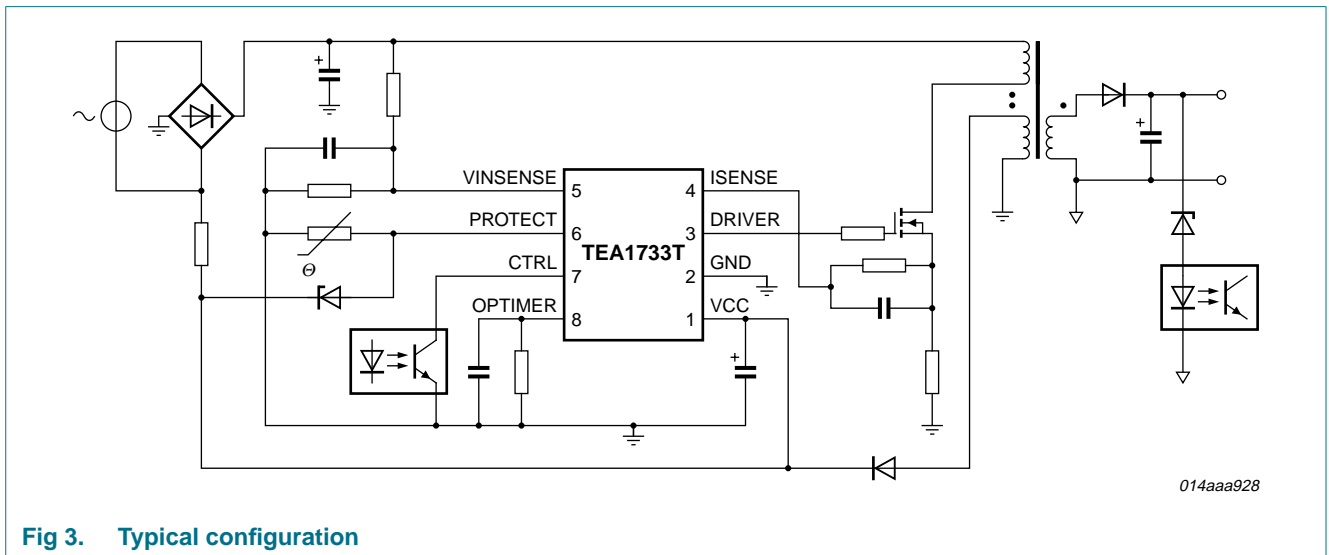 VINSENSE
PROTECT
CTRL
OPTIMER
5
6
7
8
TEA1733T
4
3
2
1
ISENSE
DRIVER
GND
VCC
Θ
+
+
+
014aaa928
Fig 3. Typical configuration